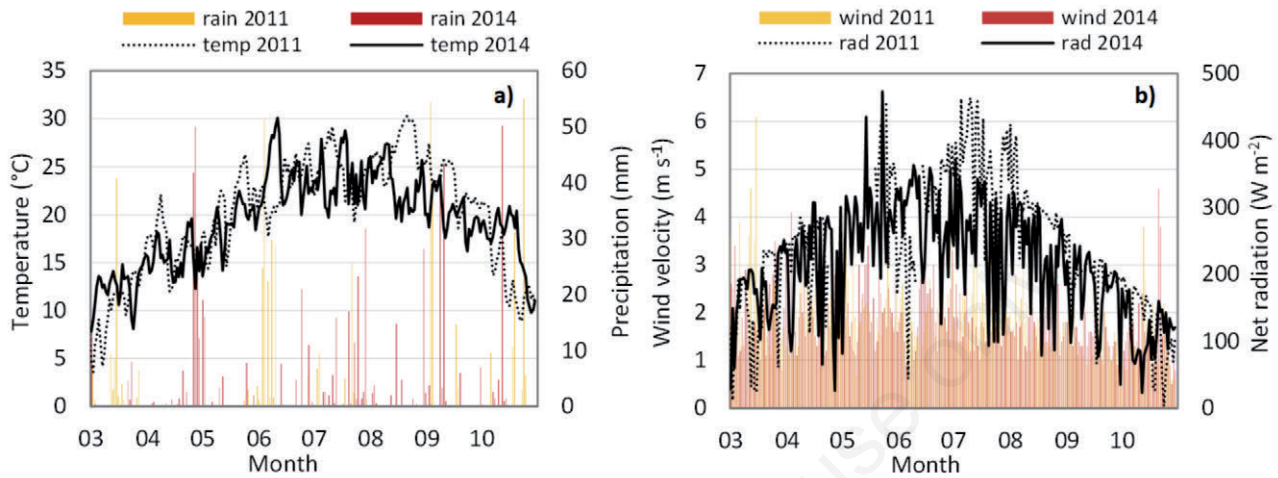 rain 2011 rain 2014
temp 2011 temp 2014
a)
Temperature (°C)
35
30
25
20
15
10
5
0
Precipitation (mm)
60
50
40
30
20
10
0
03 04 05 06 07 08 09 10
Month
wind 2011 wind 2014
rad 2011 rad 2014
b)
Wind velocity (m s⁻¹)
7
6
5
4
3
2
1
0
Net radiation (W m⁻²)
500
400
300
200
100
0
03 04 05 06 07 08 09 10
Month
use on